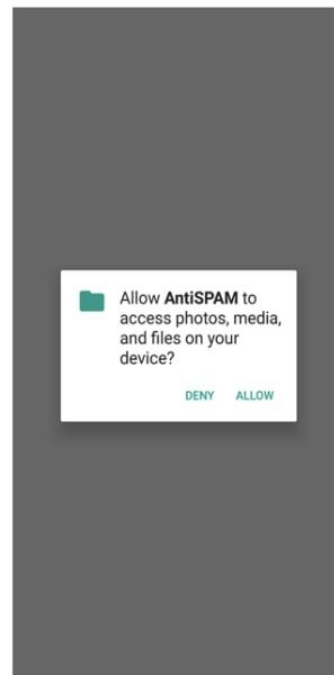 Allow AntiSPAM to
access photos, media,
and files on your
device?
DENY ALLOW